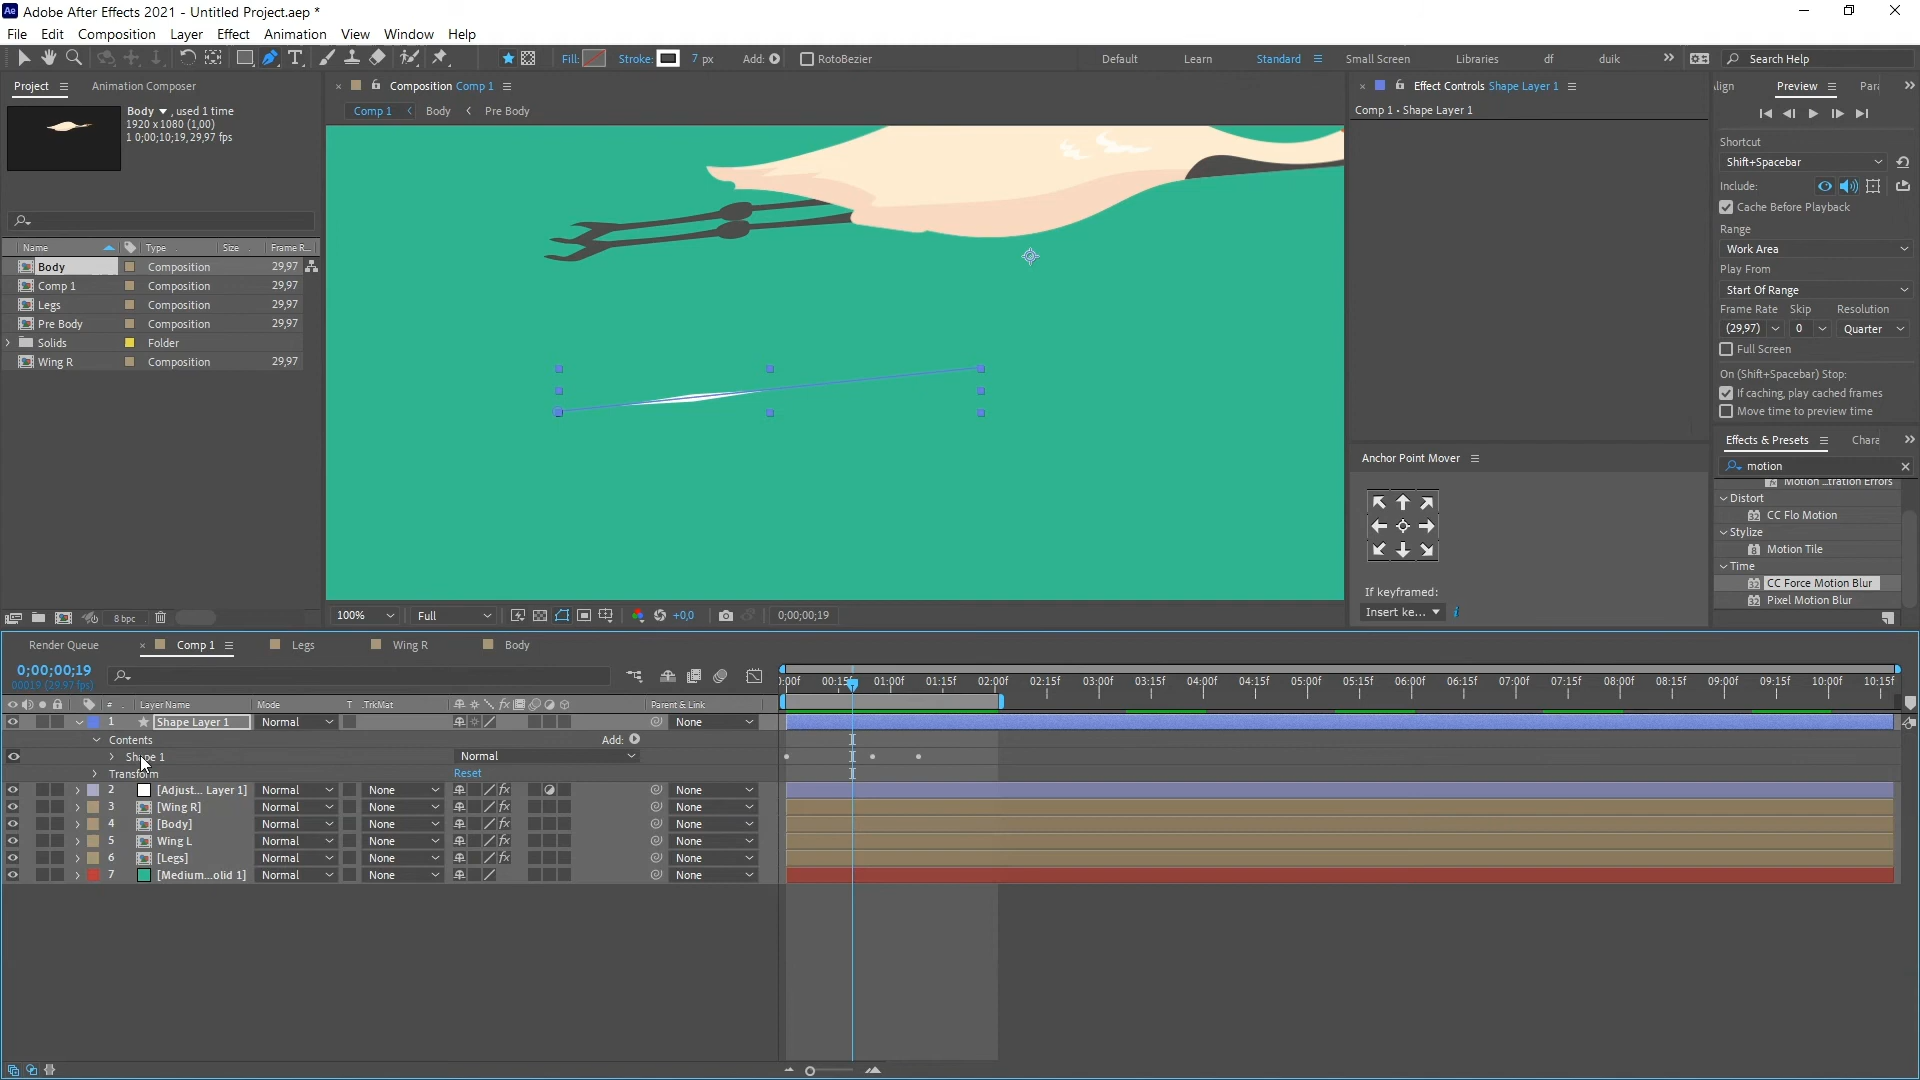 Ae Adobe After Effects 2021 - Untitled Project.aep *
File Edit Composition Layer Effect Animation View Window Help
Fill: Stroke: 7 px Add: RotoBezier Default Learn Standard Small Screen Libraries df duik Search Help
Project Animation Composer
Body , used 1 time
1920 x 1080 (1,00)
1 0;00;10;19, 29,97 fps
Name Type Size Frame R...
Body Composition 29,97
Comp 1 Composition 29,97
Legs Composition 29,97
Pre Body Composition 29,97
Solids Folder
Wing R Composition 29,97
8 bpc
Composition Comp 1
Comp 1 Body Pre Body
100% Full +0,0 0;00;00;19
Effect Controls Shape Layer 1
Comp 1 • Shape Layer 1
Anchor Point Mover
If keyframed:
Insert ke...
Preview
Shortcut
Shift+Spacebar
Include:
Cache Before Playback
Range
Work Area
Play From
Start Of Range
Frame Rate Skip Resolution
(29,97) 0 Quarter
Full Screen
On (Shift+Spacebar) Stop:
If caching, play cached frames
Move time to preview time
Effects & Presets
motion
Motion ...tration Errors
Distort
CC Flo Motion
Stylize
Motion Tile
Time
CC Force Motion Blur
Pixel Motion Blur
Render Queue Comp 1 Legs Wing R Body
0;00;00;19
00019 (29.97 fps)
:00f 00:15f 01:00f 01:15f 02:00f 02:15f 03:00f 03:15f 04:00f 04:15f 05:00f 05:15f 06:00f 06:15f 07:00f 07:15f 08:00f 08:15f 09:00f 09:15f 10:00f 10:15f
# Layer Name Mode T .TrkMat Parent & Link
1 Shape Layer 1 Normal None
Contents Add:
Shape 1 Normal
Transform Reset
2 [Adjust... Layer 1] Normal None None
3 [Wing R] Normal None None
4 [Body] Normal None None
5 Wing L Normal None None
6 [Legs] Normal None None
7 [Medium...olid 1] Normal None None